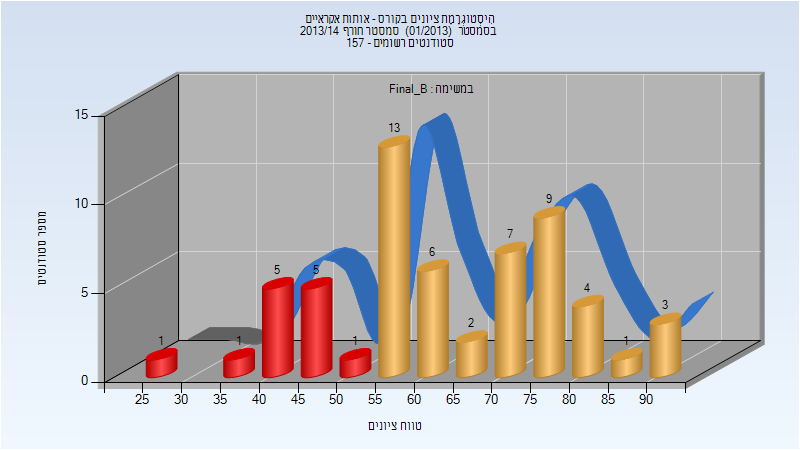 היסטוגרמת ציונים בקורס - אותות אקראיים
בסמסטר (01/2013) סמסטר חורף 2013/14
סטודנטים רשומים - 157
במשימה : Final_B
מספר סטודנטים
15
10
5
0
1
1
5
5
1
13
6
2
7
9
4
1
3
25 30 35 40 45 50 55 60 65 70 75 80 85 90
טווח ציונים